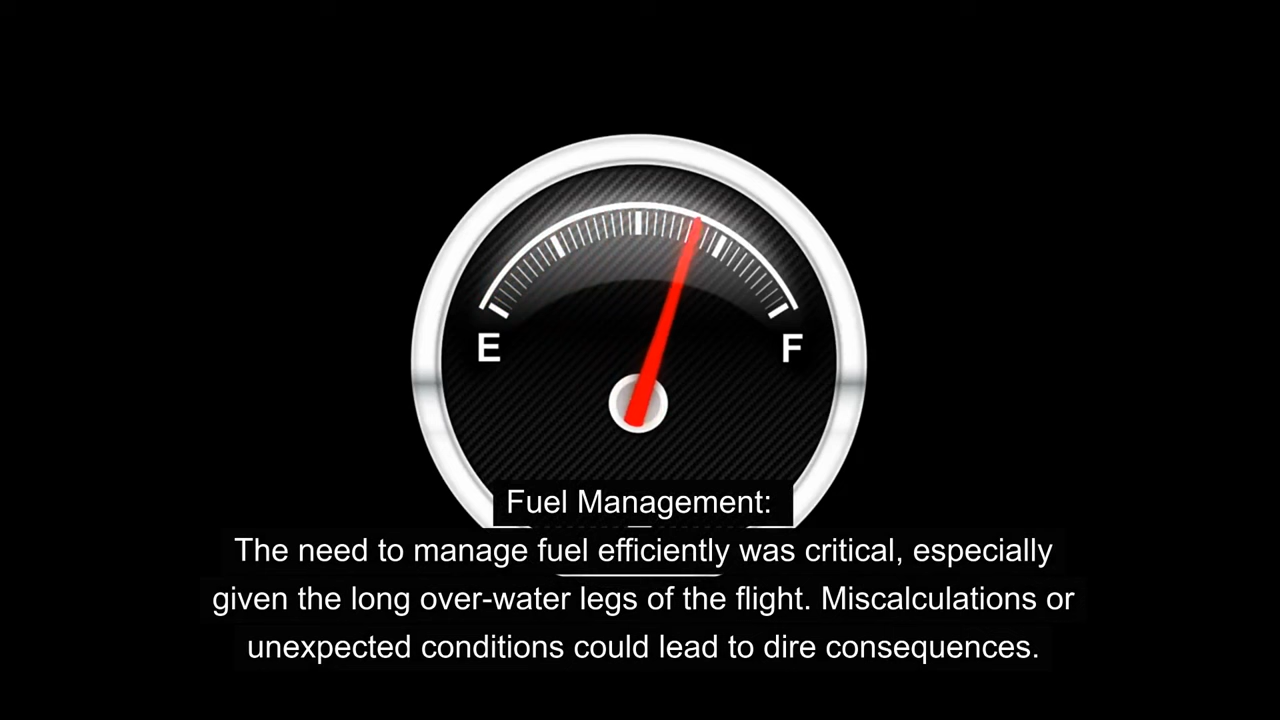 E F
Fuel Management:
The need to manage fuel efficiently was critical, especially
given the long over-water legs of the flight. Miscalculations or
unexpected conditions could lead to dire consequences.